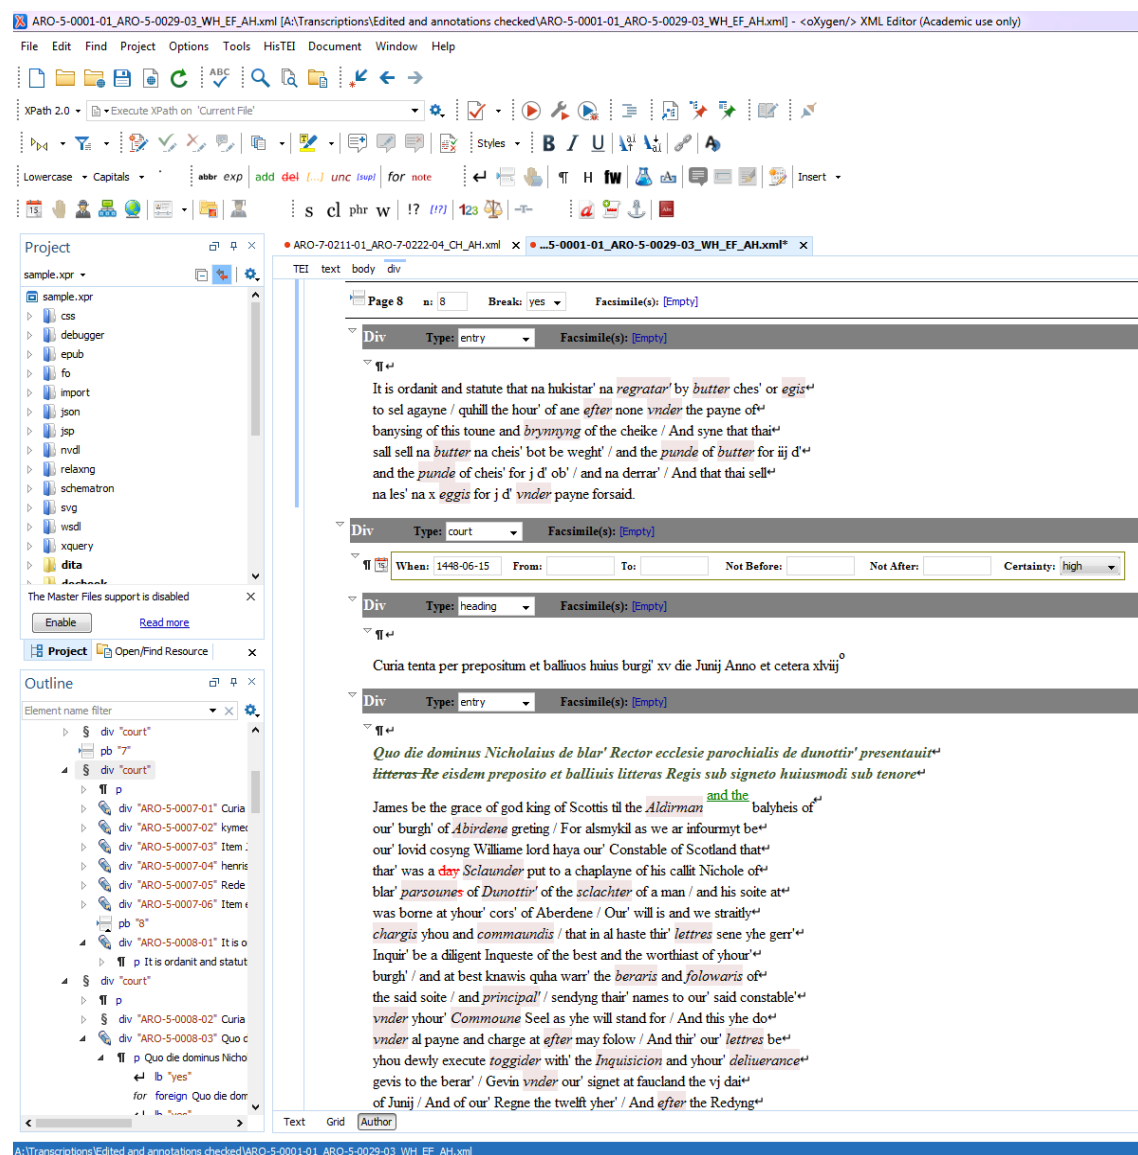 ARO-5-0001-01_ARO-5-0029-03_WH_EF_AH.xml [A:\Transcriptions\Edited and annotations checked\ARO-5-0001-01_ARO-5-0029-03_WH_EF_AH.xml] - <oXygen/> XML Editor (Academic use only)
File Edit Find Project Options Tools HisTEI Document Window Help
ABC
XPath 2.0 Execute XPath on 'Current File'
Styles B I U
Lowercase Capitals abbr exp add del [...] unc [sup] for note ¶ H fw Insert
15 s cl phr w !? [!?] 123 -T- a
Project
ARO-7-0211-01_ARO-7-0222-04_CH_AH.xml × ...5-0001-01_ARO-5-0029-03_WH_EF_AH.xml* ×
sample.xpr
TEI text body div
sample.xpr
css
debugger
epub
fo
import
json
jsp
nvdl
relaxng
schematron
svg
wsdl
xquery
dita
docbook
The Master Files support is disabled
Enable Read more
Project Open/Find Resource
Outline
Element name filter
§ div "court"
pb "7"
§ div "court"
¶ p
div "ARO-5-0007-01" Curia
div "ARO-5-0007-02" kymed
div "ARO-5-0007-03" Item
div "ARO-5-0007-04" henris
div "ARO-5-0007-05" Rede
div "ARO-5-0007-06" Item
pb "8"
div "ARO-5-0008-01" It is o
¶ p It is ordanit and statut
§ div "court"
¶ p
§ div "ARO-5-0008-02" Curia
div "ARO-5-0008-03" Quo d
¶ p Quo die dominus Nicho
lb "yes"
for foreign Quo die dom
lb "yes"
Page 8 n: 8 Break: yes Facsimile(s): [Empty]
Div Type: entry Facsimile(s): [Empty]
¶
It is ordanit and statute that na hukistar' na regratar' by butter ches' or egis
to sel agayne / quhill the hour' of ane efter none vnder the payne of
banysing of this toune and brynnyng of the cheike / And syne that thai
sall sell na butter na cheis' bot be weght' / and the punde of butter for iij d'
and the punde of cheis' for j d' ob' / and na derrar' / And that thai sell
na les' na x eggis for j d' vnder payne forsaid.
Div Type: court Facsimile(s): [Empty]
¶ 15 When: 1448-06-15 From: To: Not Before: Not After: Certainty: high
Div Type: heading Facsimile(s): [Empty]
¶
Curia tenta per prepositum et balliuos huius burgi' xv die Junij Anno et cetera xlviij o
Div Type: entry Facsimile(s): [Empty]
¶
Quo die dominus Nicholaius de blar' Rector ecclesie parochialis de dunottir' presentauit
litteras Re eisdem preposito et balliuis litteras Regis sub signeto huiusmodi sub tenore
James be the grace of god king of Scottis til the Aldirman and the balyheis of
our' burgh' of Abirdene greting / For alsmykil as we ar infourmyt be
our' lovid cosyng Williame lord haya our' Constable of Scotland that
thar' was a day Sclaunder put to a chaplayne of his callit Nichole of
blar' parsounes of Dunottir' of the sclachter of a man / and his soite at
was borne at yhour' cors' of Aberdene / Our' will is and we straitly
chargis yhou and commaundis / that in al haste thir' lettres sene yhe gerr'
Inquir' be a diligent Inqueste of the best and the worthiast of yhour'
burgh' / and at best knawis quha warr' the beraris and folowaris of
the said soite / and principal' / sendyng thair' names to our' said constable'
vnder yhour' Commoune Seel as yhe will stand for / And this yhe do
vnder al payne and charge at efter may folow / And thir' our' lettres be
yhou dewly execute toggider with' the Inquisicion and yhour' deliuerance
gevis to the berar' / Gevin vnder our' signet at faucland the vj dai
of Junij / And of our' Regne the twelft yher' / And efter the Redyng
Text Grid Author
A:\Transcriptions\Edited and annotations checked\ARO-5-0001-01_ARO-5-0029-03_WH_EF_AH.xml